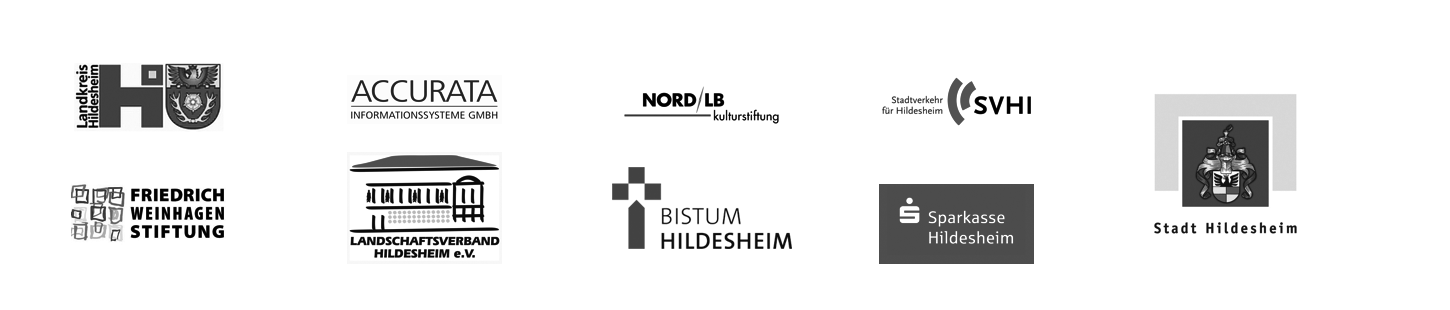 Landkreis
Hildesheim
ACCURATA
INFORMATIONSSYSTEME GMBH
NORD/LB
kulturstiftung
Stadtverkehr
für Hildesheim
SVHI
FRIEDRICH
WEINHAGEN
STIFTUNG
LANDSCHAFTSVERBAND
HILDESHEIM e.V.
BISTUM
HILDESHEIM
Sparkasse
Hildesheim
Stadt Hildesheim